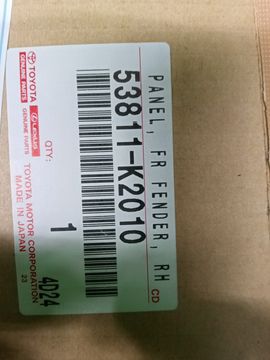 PANEL, FR FENDER, RH
CD
53811-K2010
TOYOTA
GENUINE PARTS
LEXUS
GENUINE PARTS
QTY:
1
4D24
TOYOTA MOTOR CORPORATION
MADE IN JAPAN
23